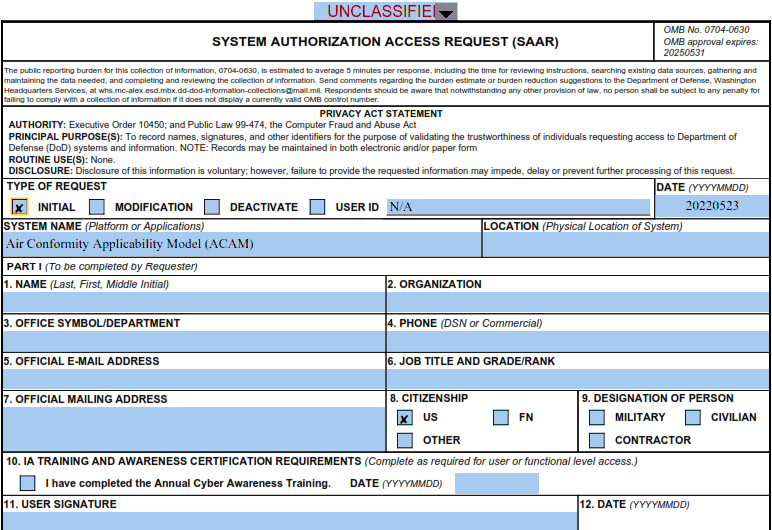 UNCLASSIFIED
SYSTEM AUTHORIZATION ACCESS REQUEST (SAAR)
OMB No. 0704-0630
OMB approval expires:
20250531
The public reporting burden for this collection of information, 0704-0630, is estimated to average 5 minutes per response, including the time for reviewing instructions, searching existing data sources, gathering and
maintaining the data needed, and completing and reviewing the collection of information. Send comments regarding the burden estimate or burden reduction suggestions to the Department of Defense, Washington
Headquarters Services, at whs.mc-alex.esd.mbx.dd-dod-information-collections@mail.mil. Respondents should be aware that notwithstanding any other provision of law, no person shall be subject to any penalty for
failing to comply with a collection of information if it does not display a currently valid OMB control number.
PRIVACY ACT STATEMENT
AUTHORITY: Executive Order 10450; and Public Law 99-474, the Computer Fraud and Abuse Act
PRINCIPAL PURPOSE(S): To record names, signatures, and other identifiers for the purpose of validating the trustworthiness of individuals requesting access to Department of
Defense (DoD) systems and information. NOTE: Records may be maintained in both electronic and/or paper form
ROUTINE USE(S): None.
DISCLOSURE: Disclosure of this information is voluntary; however, failure to provide the requested information may impede, delay or prevent further processing of this request.
TYPE OF REQUEST
DATE (YYYYMMDD)
X INITIAL MODIFICATION DEACTIVATE USER ID N/A
20220523
SYSTEM NAME (Platform or Applications)
LOCATION (Physical Location of System)
Air Conformity Applicability Model (ACAM)
PART I (To be completed by Requester)
1. NAME (Last, First, Middle Initial)
2. ORGANIZATION
3. OFFICE SYMBOL/DEPARTMENT
4. PHONE (DSN or Commercial)
5. OFFICIAL E-MAIL ADDRESS
6. JOB TITLE AND GRADE/RANK
7. OFFICIAL MAILING ADDRESS
8. CITIZENSHIP
9. DESIGNATION OF PERSON
X US FN
MILITARY CIVILIAN
OTHER
CONTRACTOR
10. IA TRAINING AND AWARENESS CERTIFICATION REQUIREMENTS (Complete as required for user or functional level access.)
I have completed the Annual Cyber Awareness Training. DATE (YYYYMMDD)
11. USER SIGNATURE
12. DATE (YYYYMMDD)